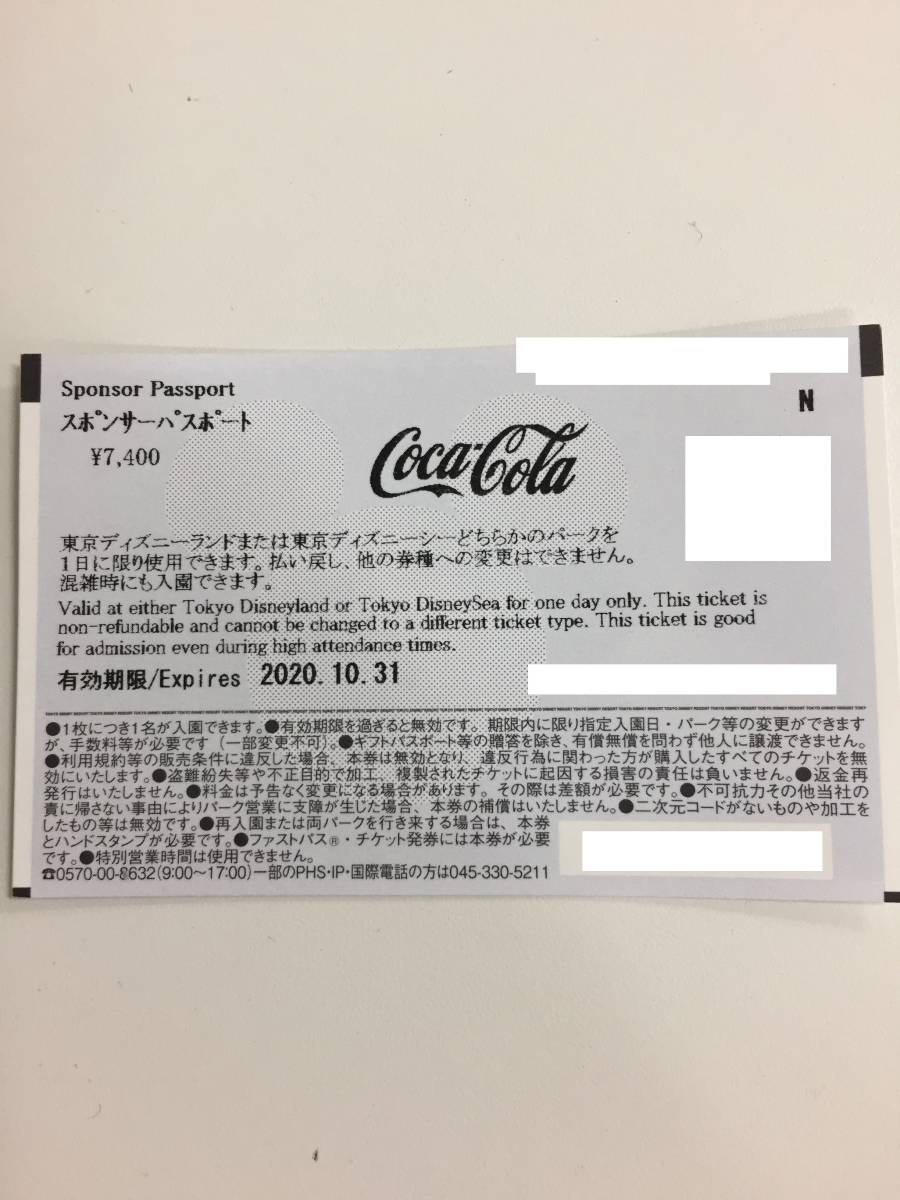 Sponsor Passport
N
スポンサーパスポート
¥7,400
Coca-Cola
東京ディズニーランドまたは東京ディズニーシーどちらかのパークを
1日に限り使用できます。払い戻し、他の券種への変更はできません。
混雑時にも入園できます。
Valid at either Tokyo Disneyland or Tokyo DisneySea for one day only. This ticket is
non-refundable and cannot be changed to a different ticket type. This ticket is good
for admission even during high attendance times.
有効期限/Expires 2020.10.31
●1枚につき1名が入園できます。●有効期限を過ぎると無効です。期限内に限り指定入園日・パーク等の変更ができます
が、手数料等が必要です（一部変更不可）。●ギフトパスポート等の贈答を除き、有償無償を問わず他人に譲渡できません。
●利用規約等の販売条件に違反した場合、本券は無効となり、違反行為に関わった方が購入したすべてのチケットを無
効にいたします。●盗難紛失等や不正目的で加工、複製されたチケットに起因する損害の責任は負いません。●返金再
発行はいたしません。●料金は予告なく変更になる場合があります。その際は差額が必要です。●不可抗力その他当社の
責に帰さない事由によりパーク営業に支障が生じた場合、本券の補償はいたしません。●二次元コードがないものや加工を
したもの等は無効です。●再入園または両パークを行き来する場合は、本券
とハンドスタンプが必要です。●ファストパス®・チケット発券には本券が必要
です。●特別営業時間は使用できません。
☎0570-00-8632(9:00〜17:00)一部のPHS・IP・国際電話の方は045-330-5211